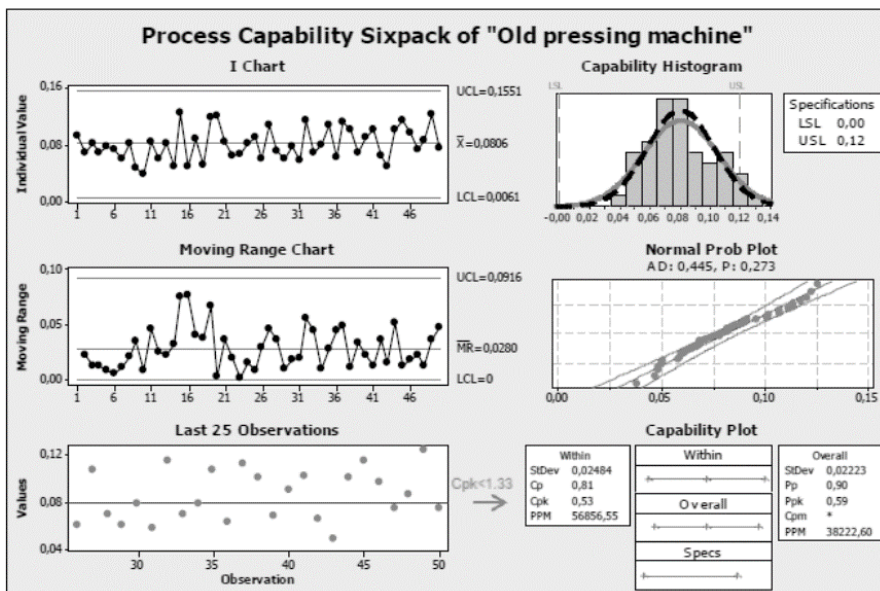 Process Capability Sixpack of "Old pressing machine"
I Chart
Individual Value
0,16
0,08
0,00
1 6 11 16 21 26 31 36 41 46
UCL=0,1551
X=0,0806
LCL=0,0061
Capability Histogram
LSL USL
-0,00 0,02 0,04 0,06 0,08 0,10 0,12 0,14
Specifications
LSL 0,00
USL 0,12
Moving Range Chart
Moving Range
0,10
0,05
0,00
1 6 11 16 21 26 31 36 41 46
UCL=0,0916
MR=0,0280
LCL=0
Normal Prob Plot
AD: 0,445, P: 0,273
0,00 0,05 0,10 0,15
Last 25 Observations
Values
0,12
0,08
0,04
30 35 40 45 50
Observation
Cpk<1.33
Capability Plot
Within
StDev 0,02484
Cp 0,81
Cpk 0,53
PPM 56856,55
Within
Overall
Specs
Overall
StDev 0,02223
Pp 0,90
Ppk 0,59
Cpm *
PPM 38222,60